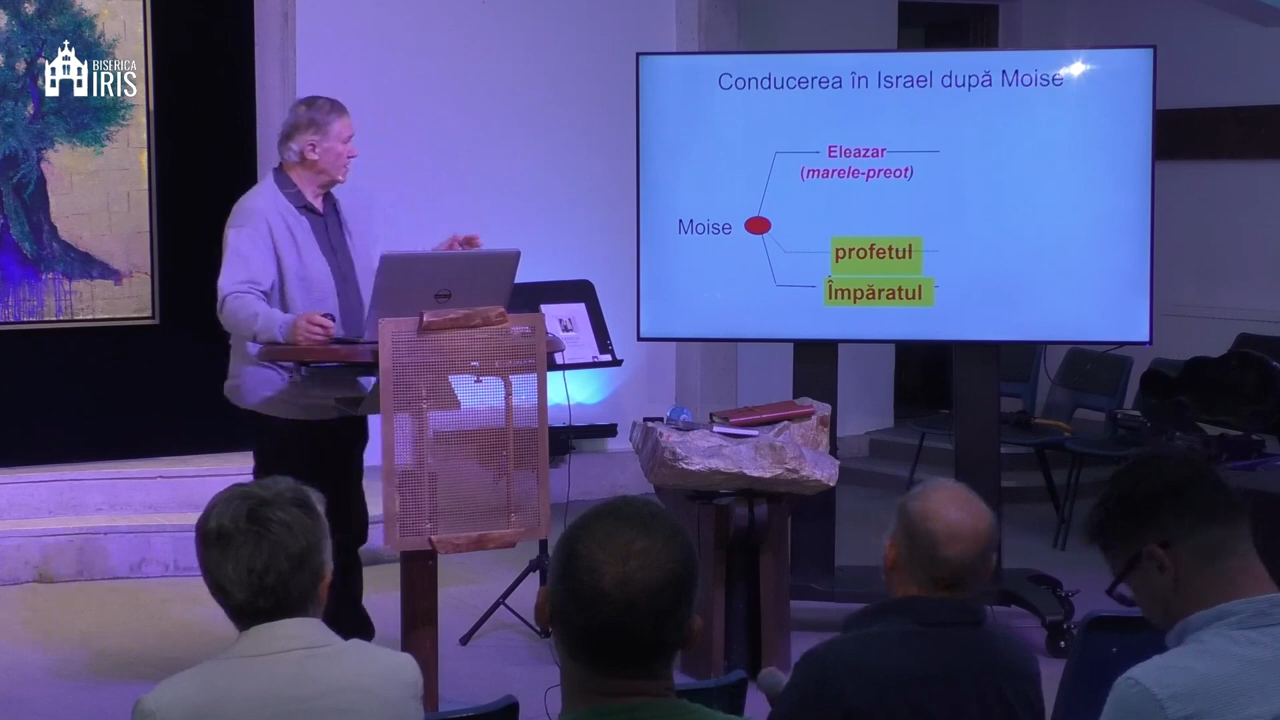 BISERICA
IRIS
Conducerea în Israel după Moise
Eleazar
(marele-preot)
Moise
profetul
Împăratul